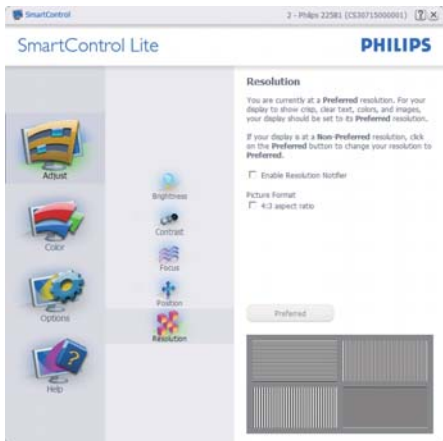 SmartControl
2 - Philips 225B1 (CS30715000001)
SmartControl Lite
PHILIPS
Adjust
Color
Options
Help
Brightness
Contrast
Focus
Position
Resolution
Resolution
You are currently at a Preferred resolution. For your
display to show crisp, clear text, colors, and images,
your display should be set to its Preferred resolution.
If your display is at a Non-Preferred resolution, click
on the Preferred button to change your resolution to
Preferred.
Enable Resolution Notifier
Picture Format
4:3 aspect ratio
Preferred